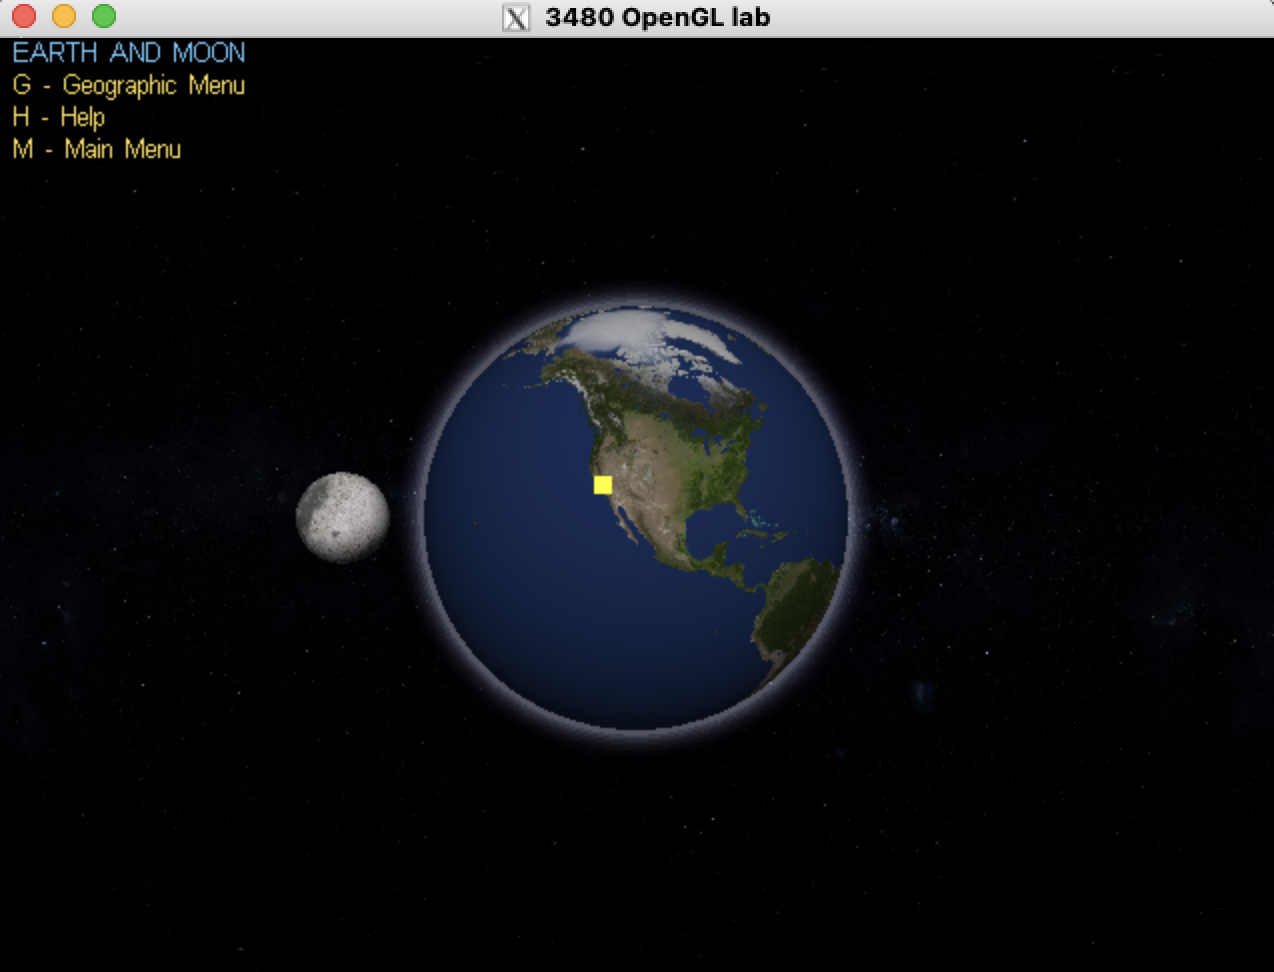 3480 OpenGL lab
EARTH AND MOON
G - Geographic Menu
H - Help
M - Main Menu